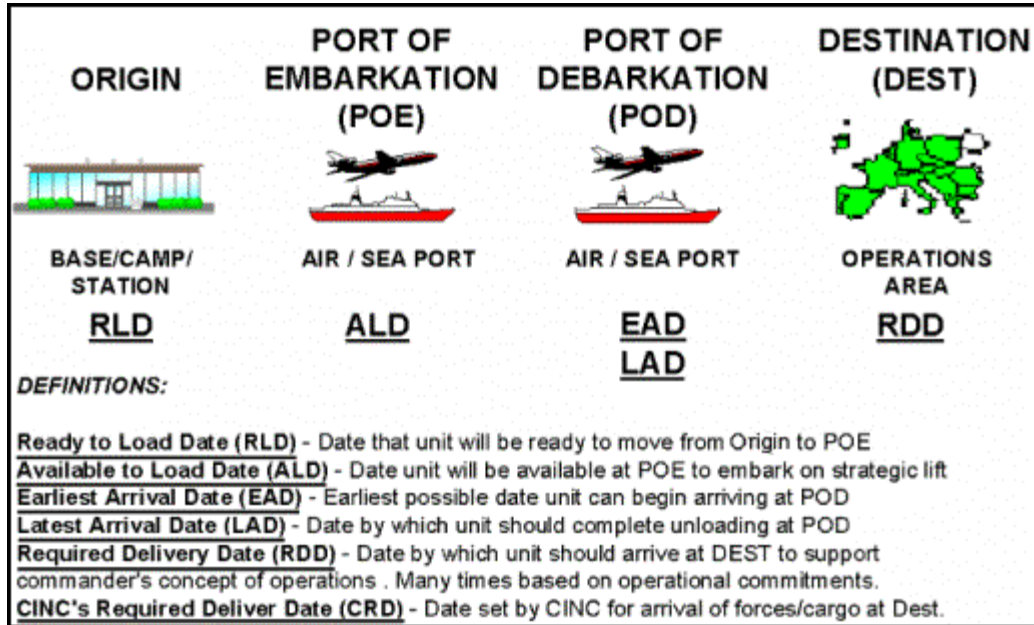 ORIGIN
PORT OF
EMBARKATION
(POE)
PORT OF
DEBARKATION
(POD)
DESTINATION
(DEST)
BASE/CAMP/
STATION
AIR / SEA PORT
AIR / SEA PORT
OPERATIONS
AREA
RLD
ALD
EAD
LAD
RDD
DEFINITIONS:
Ready to Load Date (RLD) - Date that unit will be ready to move from Origin to POE
Available to Load Date (ALD) - Date unit will be available at POE to embark on strategic lift
Earliest Arrival Date (EAD) - Earliest possible date unit can begin arriving at POD
Latest Arrival Date (LAD) - Date by which unit should complete unloading at POD
Required Delivery Date (RDD) - Date by which unit should arrive at DEST to support
commander's concept of operations . Many times based on operational commitments.
CINC's Required Deliver Date (CRD) - Date set by CINC for arrival of forces/cargo at Dest.